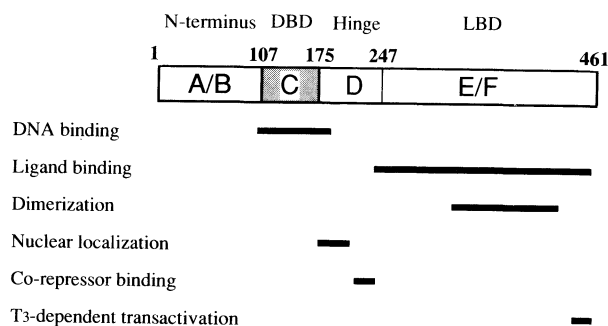 N-terminus DBD Hinge LBD
1 107 175 247 461
A/B C D E/F
DNA binding
Ligand binding
Dimerization
Nuclear localization
Co-repressor binding
T3-dependent transactivation